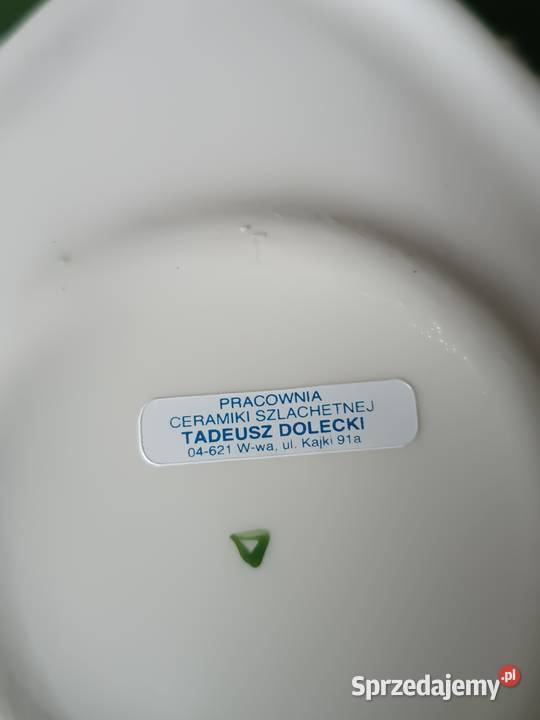 PRACOWNIA
CERAMIKI SZLACHETNEJ
TADEUSZ DOLECKI
04-621 W-wa, ul. Kajki 91a
Sprzedajemy.pl